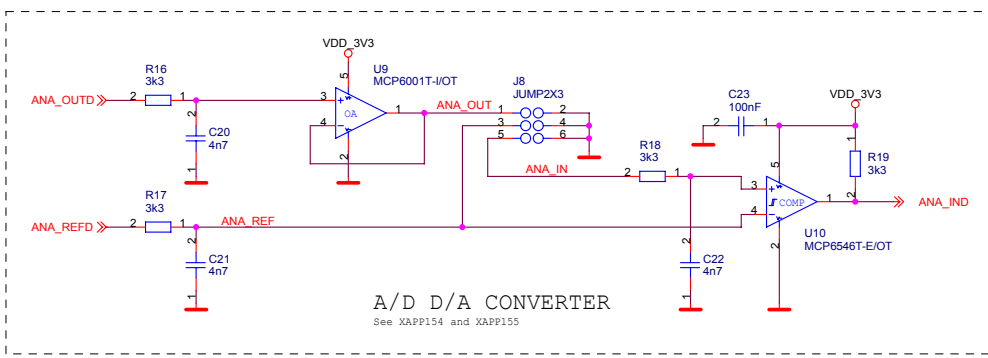 VDD_3V3
U9
MCP6001T-I/OT
R16
3k3
ANA_OUTD
2
1
3
5
4
2
1
OA
ANA_OUT
J8
JUMP2X3
1
2
3
4
5
6
C20
4n7
2
1
C23
100nF
2
1
VDD_3V3
R19
3k3
1
2
R18
3k3
ANA_IN
2
1
3
4
5
2
1
COMP
ANA_IND
U10
MCP6546T-E/OT
R17
3k3
ANA_REFD
2
1
ANA_REF
C21
4n7
2
1
C22
4n7
2
1
A/D D/A CONVERTER
See XAPP154 and XAPP155